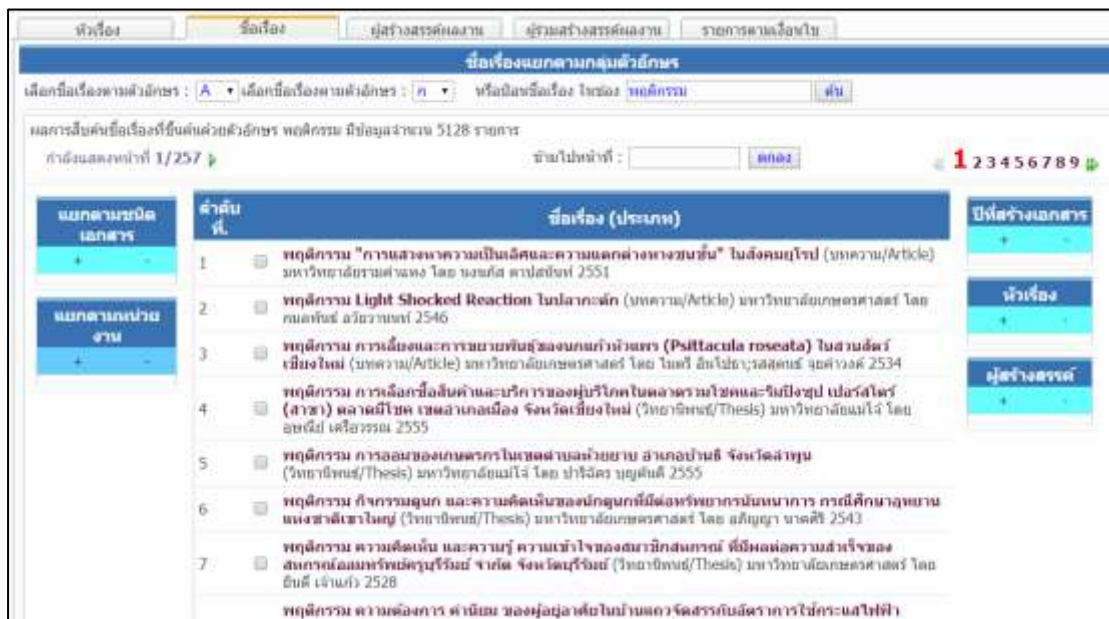 หัวเรื่อง ชื่อเรื่อง ผู้สร้างสรรค์ผลงาน ผู้ร่วมสร้างสรรค์ผลงาน รายการตามเงื่อนไข
ชื่อเรื่องแยกตามกลุ่มตัวอักษร
เลือกชื่อเรื่องตามตัวอักษร : A เลือกชื่อเรื่องตามตัวอักษร : ก หรือป้อนชื่อเรื่อง ในช่อง พฤติกรรม ค้น
ผลการสืบค้นชื่อเรื่องที่ขึ้นต้นด้วยตัวอักษร พฤติกรรม มีข้อมูลจำนวน 5128 รายการ
กำลังแสดงหน้าที่ 1/257 ข้ามไปหน้าที่ : ตกลง 1 2 3 4 5 6 7 8 9
แยกตามชนิด
เอกสาร
+ -
แยกตามหน่วย
งาน
+ -
ลำดับ
ที่.
ชื่อเรื่อง (ประเภท)
1 พฤติกรรม "การแสวงหาความเป็นเลิศและความแตกต่างทางชนชั้น" ในสังคมยุโรป (บทความ/Article)
มหาวิทยาลัยรามคำแหง โดย 2551
2 พฤติกรรม Light Shocked Reaction ในปลากะตัก (บทความ/Article) มหาวิทยาลัยเกษตรศาสตร์ โดย
กมลพันธ์ อวัยวานนท์ 2546
3 พฤติกรรม การเลี้ยงและการขยายพันธุ์ของนกแก้วหัวแพร (Psittacula roseata) ในสวนสัตว์
เชียงใหม่ (บทความ/Article) มหาวิทยาลัยเกษตรศาสตร์ โดย ไมตรี 2534
4 พฤติกรรม การเลือกซื้อสินค้าและบริการของผู้บริโภคในตลาดรวมโชคและริมปิงซุป เปอร์สโตร์
(สาขา) ตลาดมีโชค เขตอำเภอเมือง จังหวัดเชียงใหม่ (วิทยานิพนธ์/Thesis) มหาวิทยาลัยแม่โจ้ โดย
เครือวรรณ 2555
5 พฤติกรรม การออมของเกษตรกรในเขตตำบลห้วยยาบ อำเภอบ้านธิ จังหวัดลำพูน
(วิทยานิพนธ์/Thesis) มหาวิทยาลัยแม่โจ้ โดย ปาริฉัตร บุญตันดี 2555
6 พฤติกรรม กิจกรรมดูนก และความคิดเห็นของนักดูนกที่มีต่อทรัพยากรนันทนาการ กรณีศึกษาอุทยาน
แห่งชาติเขาใหญ่ (วิทยานิพนธ์/Thesis) มหาวิทยาลัยเกษตรศาสตร์ โดย อภิญญา นาคศิริ 2543
7 พฤติกรรม ความคิดเห็น และความรู้ ความเข้าใจของสมาชิกสหกรณ์ ที่มีผลต่อความสำเร็จของ
สหกรณ์ออมทรัพย์ครูบุรีรัมย์ จำกัด จังหวัดบุรีรัมย์ (วิทยานิพนธ์/Thesis) มหาวิทยาลัยเกษตรศาสตร์ โดย
ยินดี เจ้าแก้ว 2528
พฤติกรรม ความต้องการ ค่านิยม ของผู้อยู่อาศัยในบ้านแถวจัดสรรกับอัตราการใช้กระแสไฟฟ้า
ปีที่สร้างเอกสาร
+ -
หัวเรื่อง
+ -
ผู้สร้างสรรค์
+ -